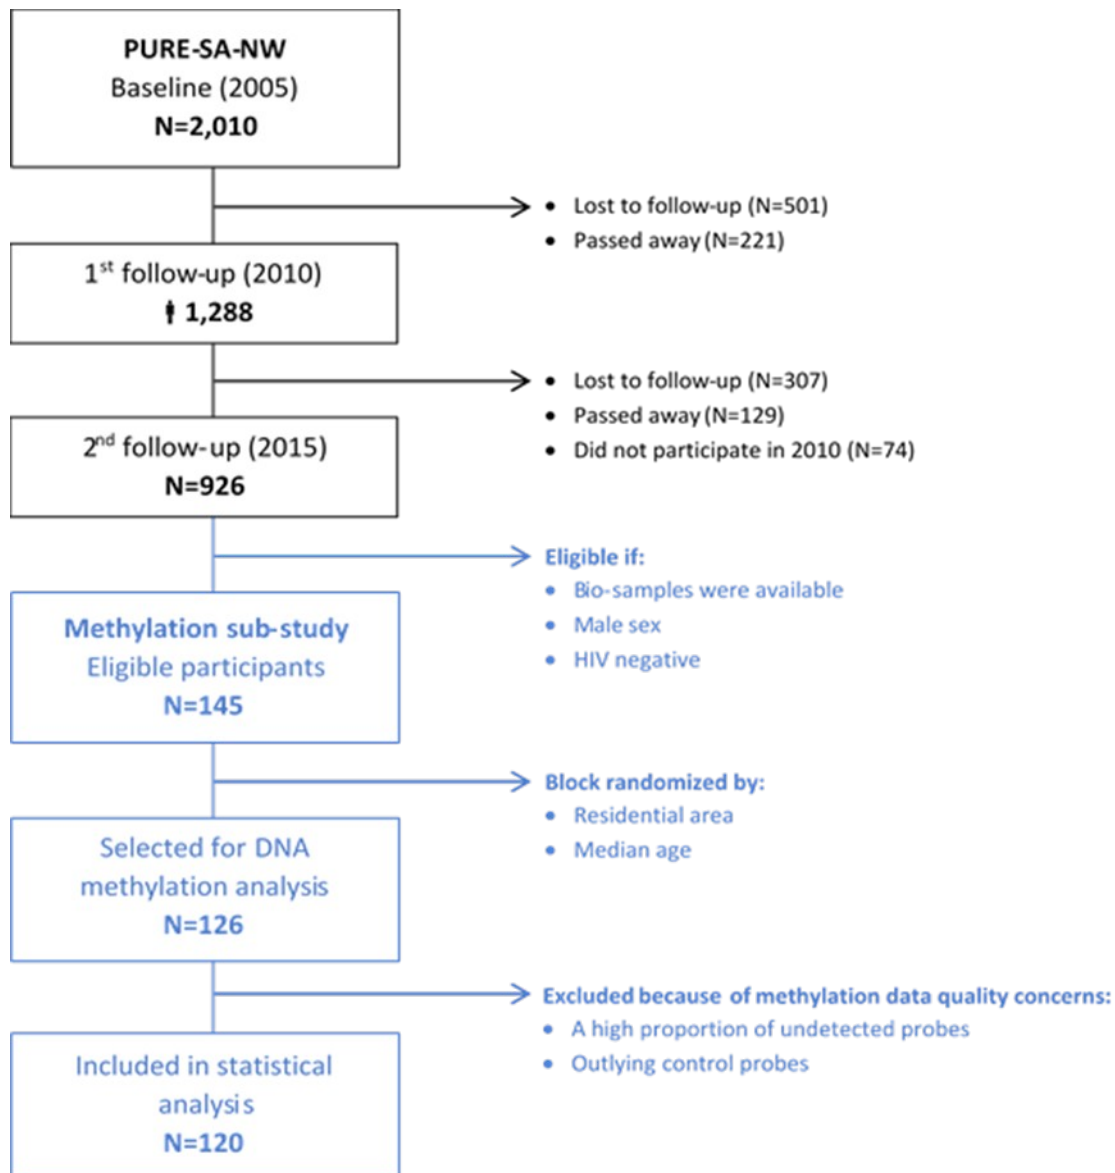 PURE-SA-NW
Baseline (2005)
N=2,010
• Lost to follow-up (N=501)
• Passed away (N=221)
1st follow-up (2010)
1,288
• Lost to follow-up (N=307)
• Passed away (N=129)
• Did not participate in 2010 (N=74)
2nd follow-up (2015)
N=926
Eligible if:
• Bio-samples were available
• Male sex
• HIV negative
Methylation sub-study
Eligible participants
N=145
Block randomized by:
• Residential area
• Median age
Selected for DNA
methylation analysis
N=126
Excluded because of methylation data quality concerns:
• A high proportion of undetected probes
• Outlying control probes
Included in statistical
analysis
N=120